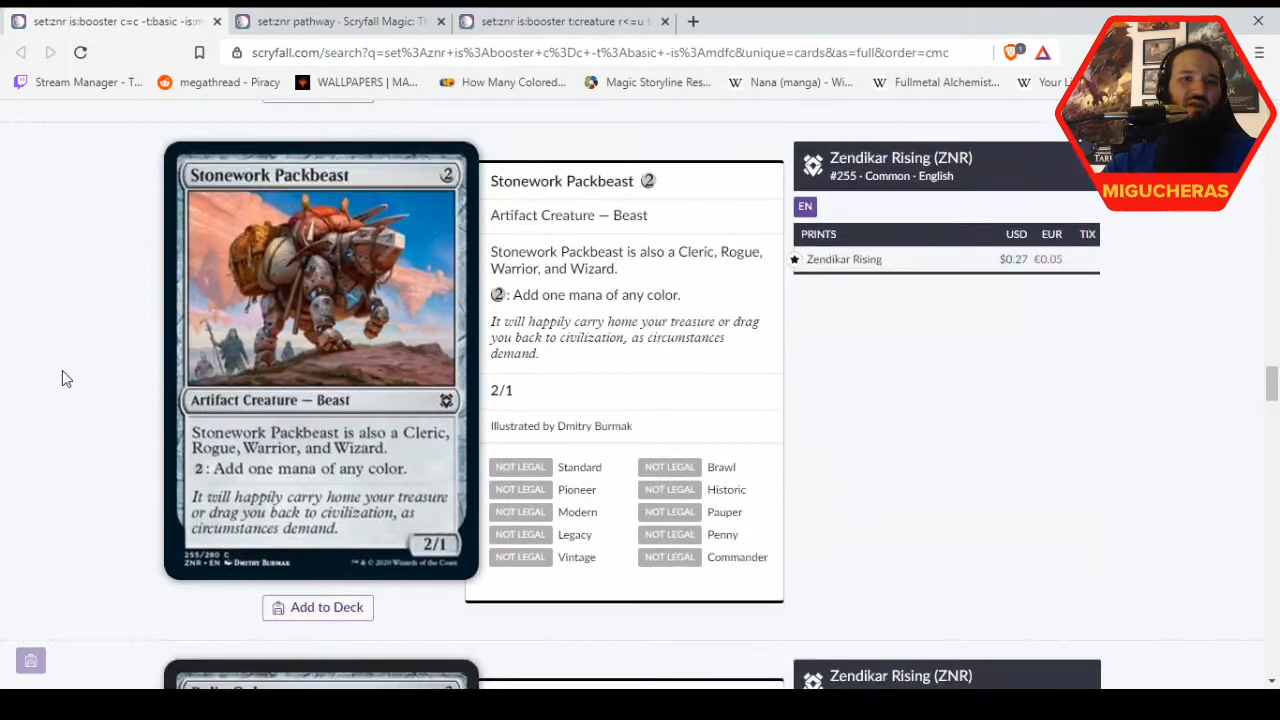 set:znr is:booster c=c -t:basic -is:m
set:znr pathway · Scryfall Magic: Th
set:znr is:booster t:creature r<=u t
scryfall.com/search?q=set%3Aznr+is%3Abooster+c%3Dc+-t%3Abasic+-is%3Amdfc&unique=cards&as=full&order=cmc
1
Stream Manager - T...
megathread - Piracy
WALLPAPERS | MA...
How Many Colored...
Magic Storyline Res...
Nana (manga) - Wi...
Fullmetal Alchemist...
Your Li
MIGUCHERAS
Stonework Packbeast 2
Artifact Creature — Beast
Stonework Packbeast is also a Cleric,
Rogue, Warrior, and Wizard.
2: Add one mana of any color.
It will happily carry home your treasure
or drag you back to civilization, as
circumstances demand.
2/1
255/280 C
ZNR • EN Dmitry Burmak
™ & © 2020 Wizards of the Coast
Add to Deck
Stonework Packbeast 2
Artifact Creature — Beast
Stonework Packbeast is also a Cleric, Rogue,
Warrior, and Wizard.
2: Add one mana of any color.
It will happily carry home your treasure or drag
you back to civilization, as circumstances
demand.
2/1
Illustrated by Dmitry Burmak
NOT LEGAL Standard NOT LEGAL Brawl
NOT LEGAL Pioneer NOT LEGAL Historic
NOT LEGAL Modern NOT LEGAL Pauper
NOT LEGAL Legacy NOT LEGAL Penny
NOT LEGAL Vintage NOT LEGAL Commander
Zendikar Rising (ZNR)
#255 · Common · English
EN
PRINTS USD EUR TIX
Zendikar Rising $0.27 €0.05
Zendikar Rising (ZNR)